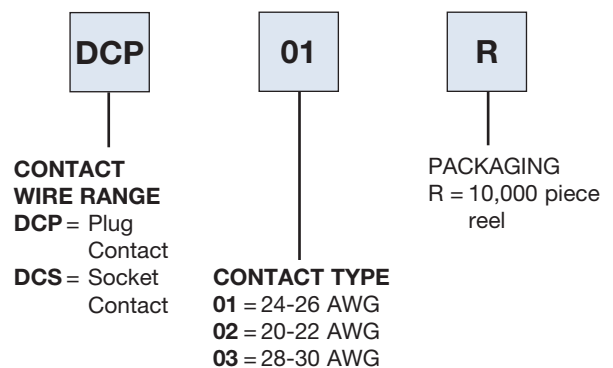 DCP 01 R
CONTACT
WIRE RANGE
DCP = Plug
Contact
DCS = Socket
Contact
CONTACT TYPE
01 = 24-26 AWG
02 = 20-22 AWG
03 = 28-30 AWG
PACKAGING
R = 10,000 piece
reel